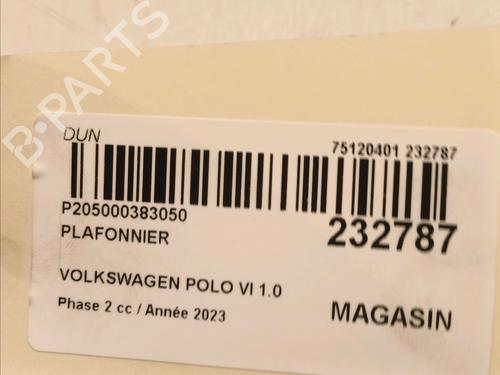 B-PARTS
DUN
75120401 232787
P205000383050
232787
PLAFONNIER
VOLKSWAGEN POLO VI 1.0
Phase 2 cc / Année 2023
MAGASIN